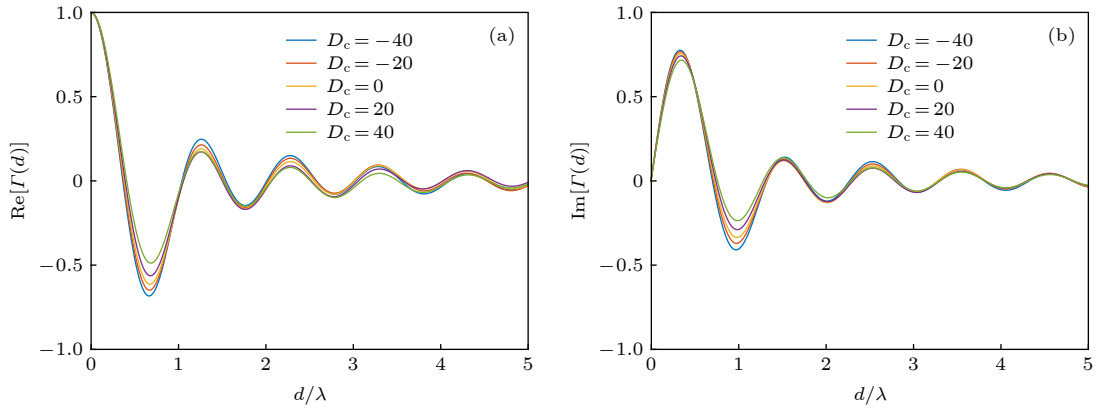 1.0
0.5
0
−0.5
−1.0
Re[Γ(d)]
0 1 2 3 4 5
d/λ
(a)
D_c = −40
D_c = −20
D_c = 0
D_c = 20
D_c = 40
1.0
0.5
0
−0.5
−1.0
Im[Γ(d)]
0 1 2 3 4 5
d/λ
(b)
D_c = −40
D_c = −20
D_c = 0
D_c = 20
D_c = 40